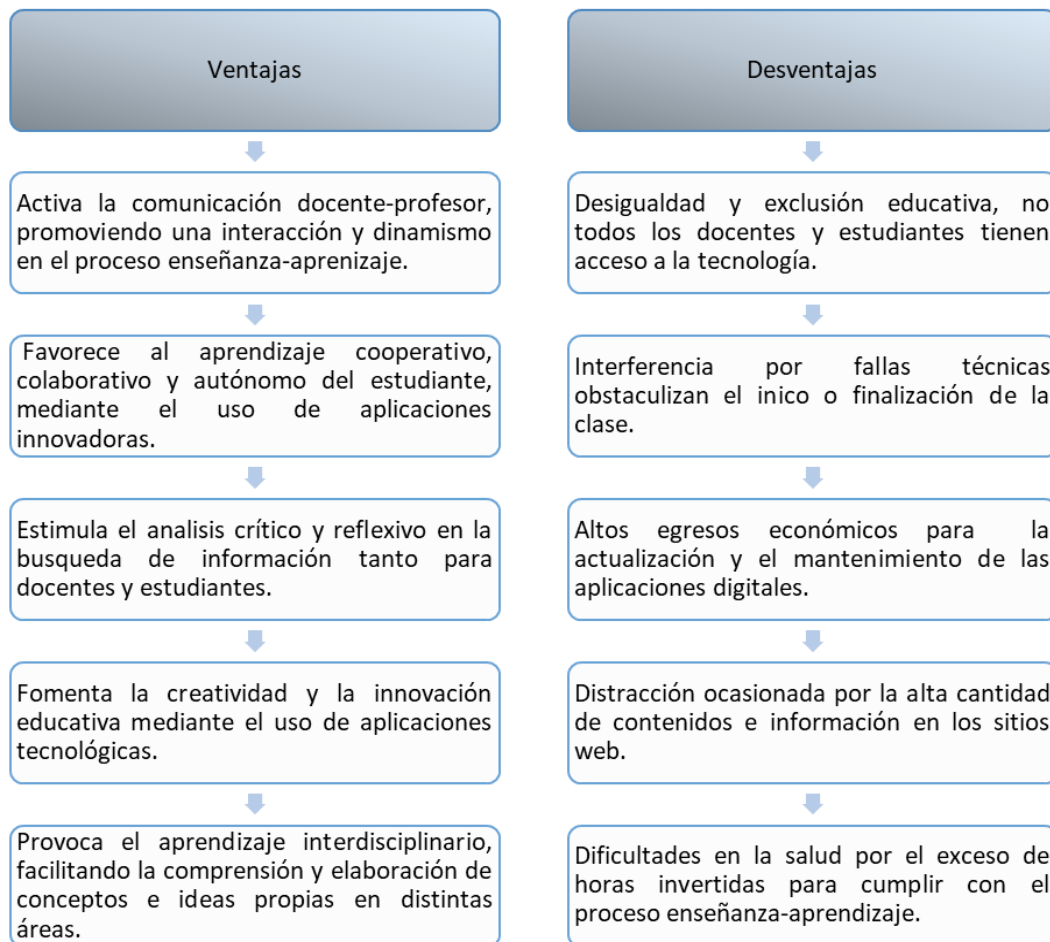 Ventajas
Activa la comunicación docente-profesor,
promoviendo una interacción y dinamismo
en el proceso enseñanza-aprenizaje.
Favorece al aprendizaje cooperativo,
colaborativo y autónomo del estudiante,
mediante el uso de aplicaciones
innovadoras.
Estimula el analisis crítico y reflexivo en la
busqueda de información tanto para
docentes y estudiantes.
Fomenta la creatividad y la innovación
educativa mediante el uso de aplicaciones
tecnológicas.
Provoca el aprendizaje interdisciplinario,
facilitando la comprensión y elaboración de
conceptos e ideas propias en distintas
áreas.
Desventajas
Desigualdad y exclusión educativa, no
todos los docentes y estudiantes tienen
acceso a la tecnología.
Interferencia por fallas técnicas
obstaculizan el inico o finalización de la
clase.
Altos egresos económicos para la
actualización y el mantenimiento de las
aplicaciones digitales.
Distracción ocasionada por la alta cantidad
de contenidos e información en los sitios
web.
Dificultades en la salud por el exceso de
horas invertidas para cumplir con el
proceso enseñanza-aprendizaje.